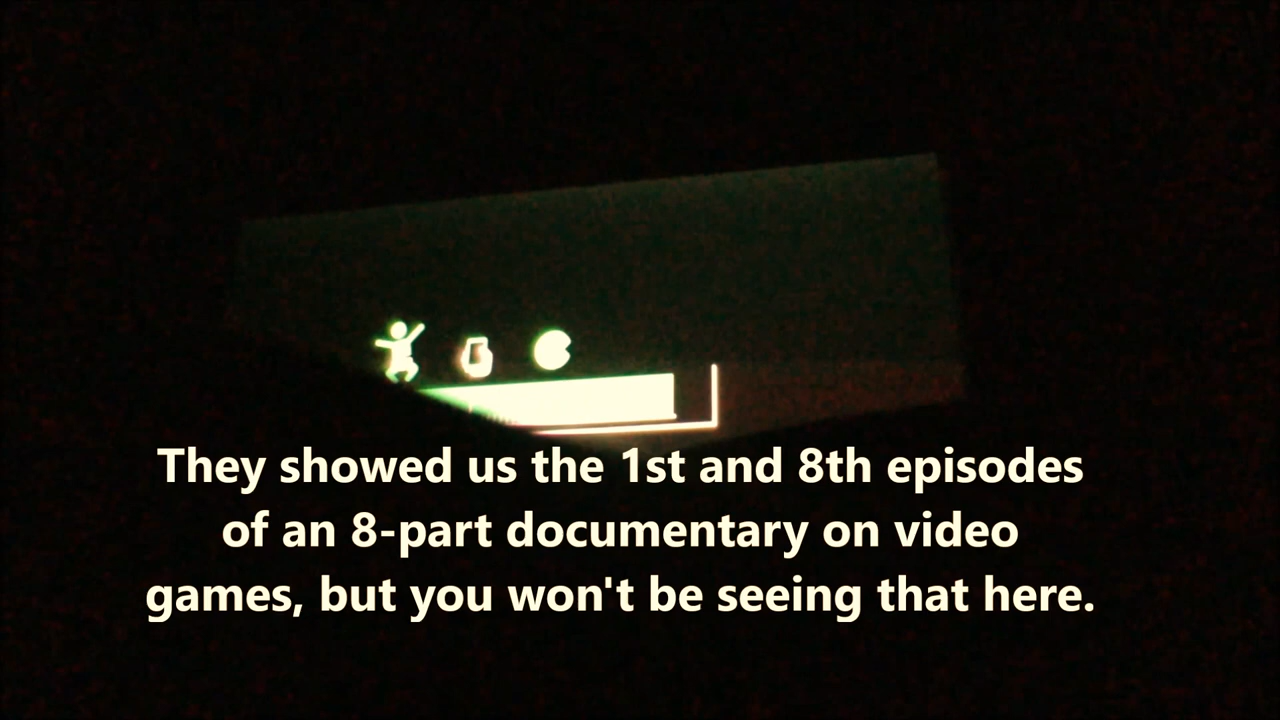 They showed us the 1st and 8th episodes
of an 8-part documentary on video
games, but you won't be seeing that here.